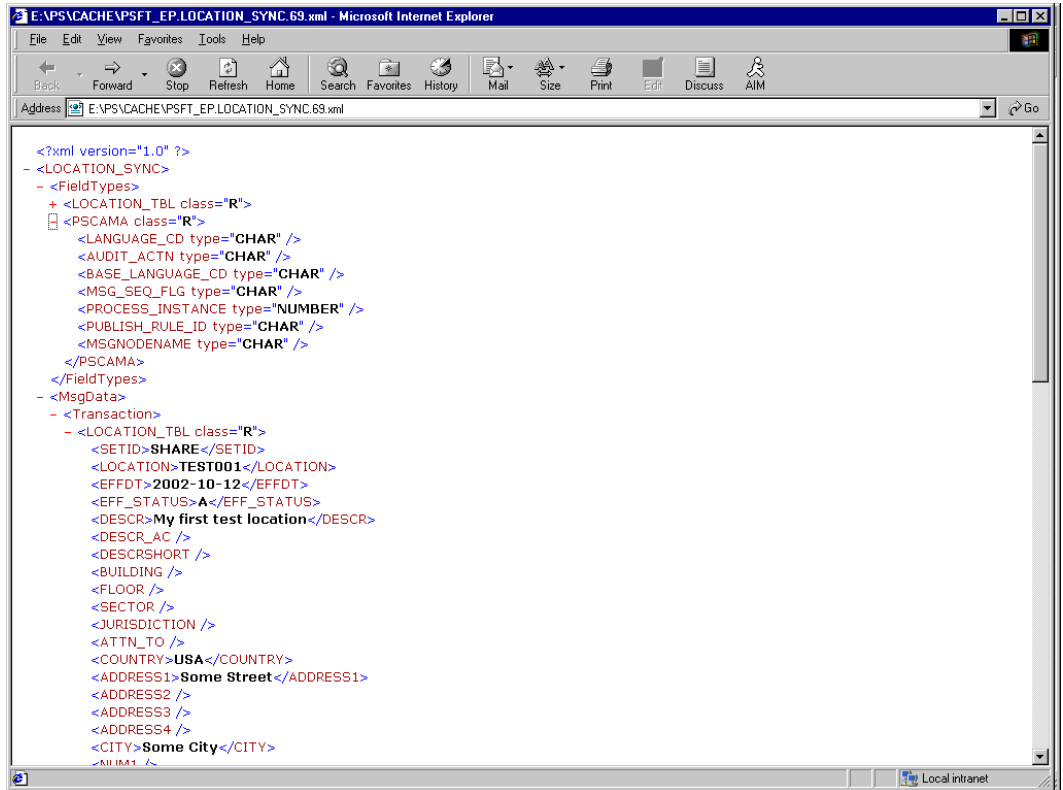 E:\PS\CACHE\PSFT_EP.LOCATION_SYNC.69.xml - Microsoft Internet Explorer
File Edit View Favorites Tools Help
Back Forward Stop Refresh Home Search Favorites History Mail Size Print Edit Discuss AIM
Address E:\PS\CACHE\PSFT_EP.LOCATION_SYNC.69.xml Go
<?xml version="1.0" ?>
- <LOCATION_SYNC>
- <FieldTypes>
+ <LOCATION_TBL class="R">
- <PSCAMA class="R">
<LANGUAGE_CD type="CHAR" />
<AUDIT_ACTN type="CHAR" />
<BASE_LANGUAGE_CD type="CHAR" />
<MSG_SEQ_FLG type="CHAR" />
<PROCESS_INSTANCE type="NUMBER" />
<PUBLISH_RULE_ID type="CHAR" />
<MSGNODENAME type="CHAR" />
</PSCAMA>
</FieldTypes>
- <MsgData>
- <Transaction>
- <LOCATION_TBL class="R">
<SETID>SHARE</SETID>
<LOCATION>TEST001</LOCATION>
<EFFDT>2002-10-12</EFFDT>
<EFF_STATUS>A</EFF_STATUS>
<DESCR>My first test location</DESCR>
<DESCR_AC />
<DESCRSHORT />
<BUILDING />
<FLOOR />
<SECTOR />
<JURISDICTION />
<ATTN_TO />
<COUNTRY>USA</COUNTRY>
<ADDRESS1>Some Street</ADDRESS1>
<ADDRESS2 />
<ADDRESS3 />
<ADDRESS4 />
<CITY>Some City</CITY>
<NUM1 />
Local intranet